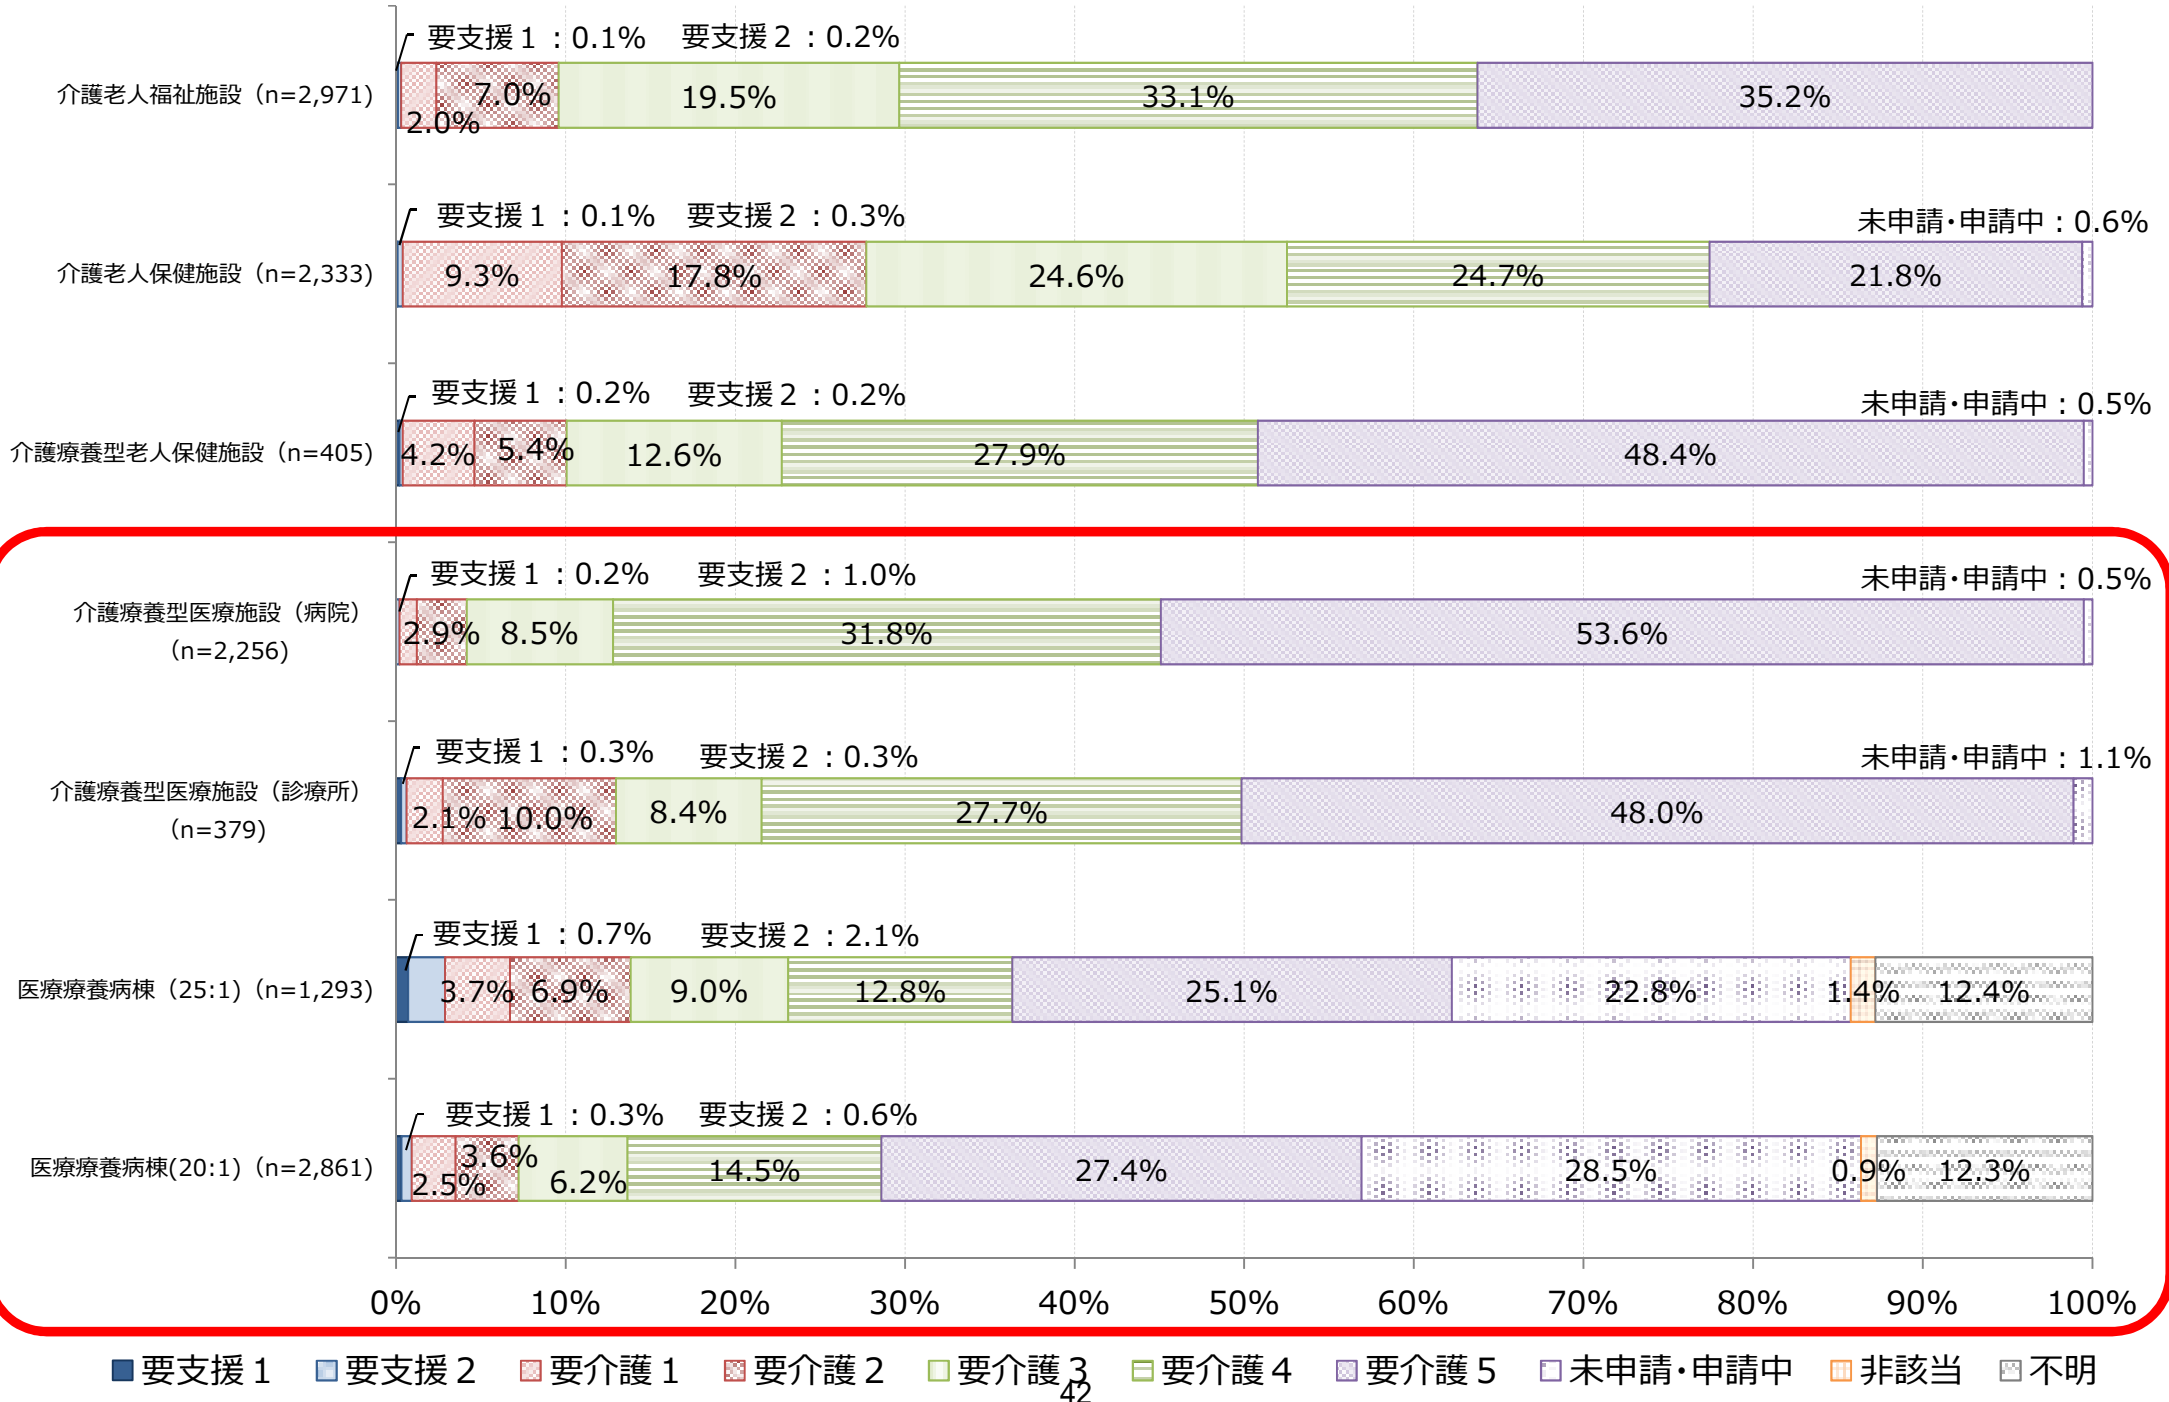 要支援１：0.1%　要支援２：0.2%
介護老人福祉施設（n=2,971)
2.0% 7.0% 19.5% 33.1% 35.2%
要支援１：0.1%　要支援２：0.3%　未申請・申請中：0.6%
介護老人保健施設（n=2,333)
9.3% 17.8% 24.6% 24.7% 21.8%
要支援１：0.2%　要支援２：0.2%　未申請・申請中：0.5%
介護療養型老人保健施設（n=405)
4.2% 5.4% 12.6% 27.9% 48.4%
要支援１：0.2%　要支援２：1.0%　未申請・申請中：0.5%
介護療養型医療施設（病院）
（n=2,256)
2.9% 8.5% 31.8% 53.6%
要支援１：0.3%　要支援２：0.3%　未申請・申請中：1.1%
介護療養型医療施設（診療所）
（n=379)
2.1% 10.0% 8.4% 27.7% 48.0%
要支援１：0.7%　要支援２：2.1%
医療療養病棟（25:1)（n=1,293)
3.7% 6.9% 9.0% 12.8% 25.1% 22.8% 1.4% 12.4%
要支援１：0.3%　要支援２：0.6%
医療療養病棟(20:1)（n=2,861)
2.5% 3.6% 6.2% 14.5% 27.4% 28.5% 0.9% 12.3%
0% 10% 20% 30% 40% 50% 60% 70% 80% 90% 100%
要支援１ 要支援２ 要介護１ 要介護２ 要介護３ 要介護４ 要介護５ 未申請・申請中 非該当 不明
42